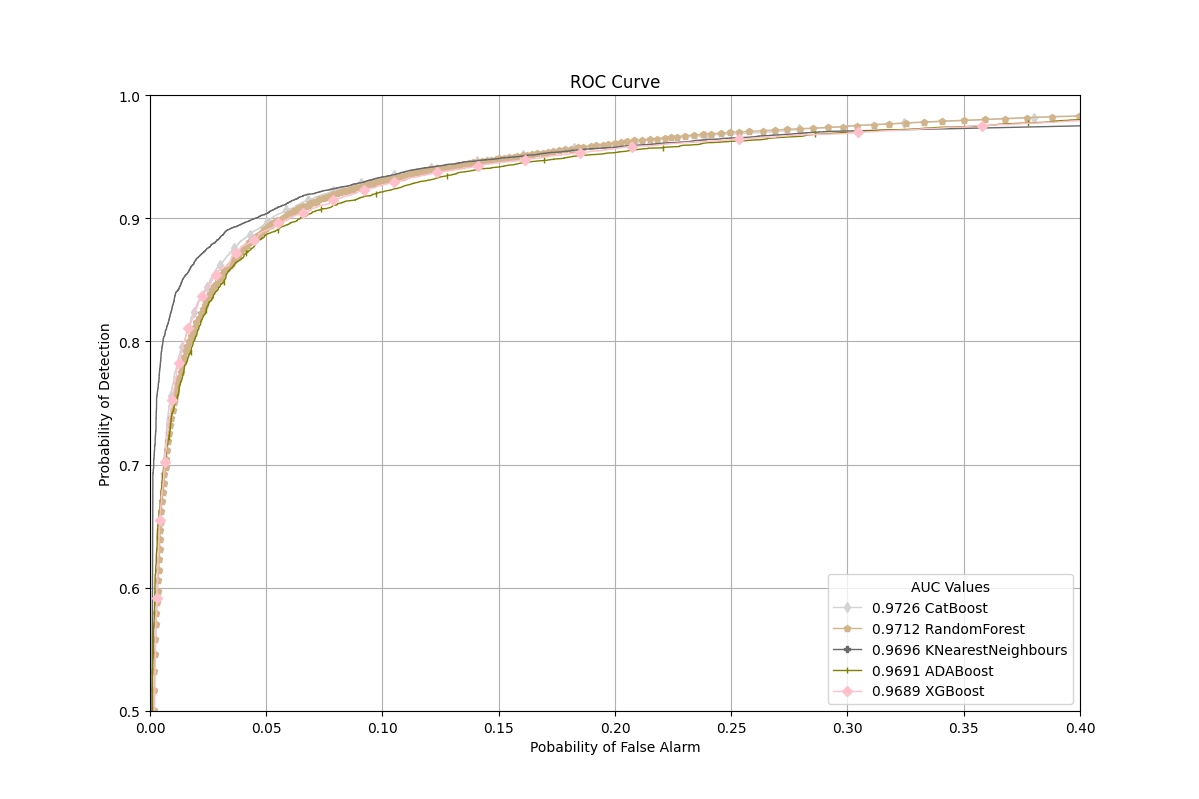 ROC Curve
1.0
0.9
0.8
0.7
0.6
0.5
Probability of Detection
0.00 0.05 0.10 0.15 0.20 0.25 0.30 0.35 0.40
Pobability of False Alarm
AUC Values
0.9726 CatBoost
0.9712 RandomForest
0.9696 KNearestNeighbours
0.9691 ADABoost
0.9689 XGBoost